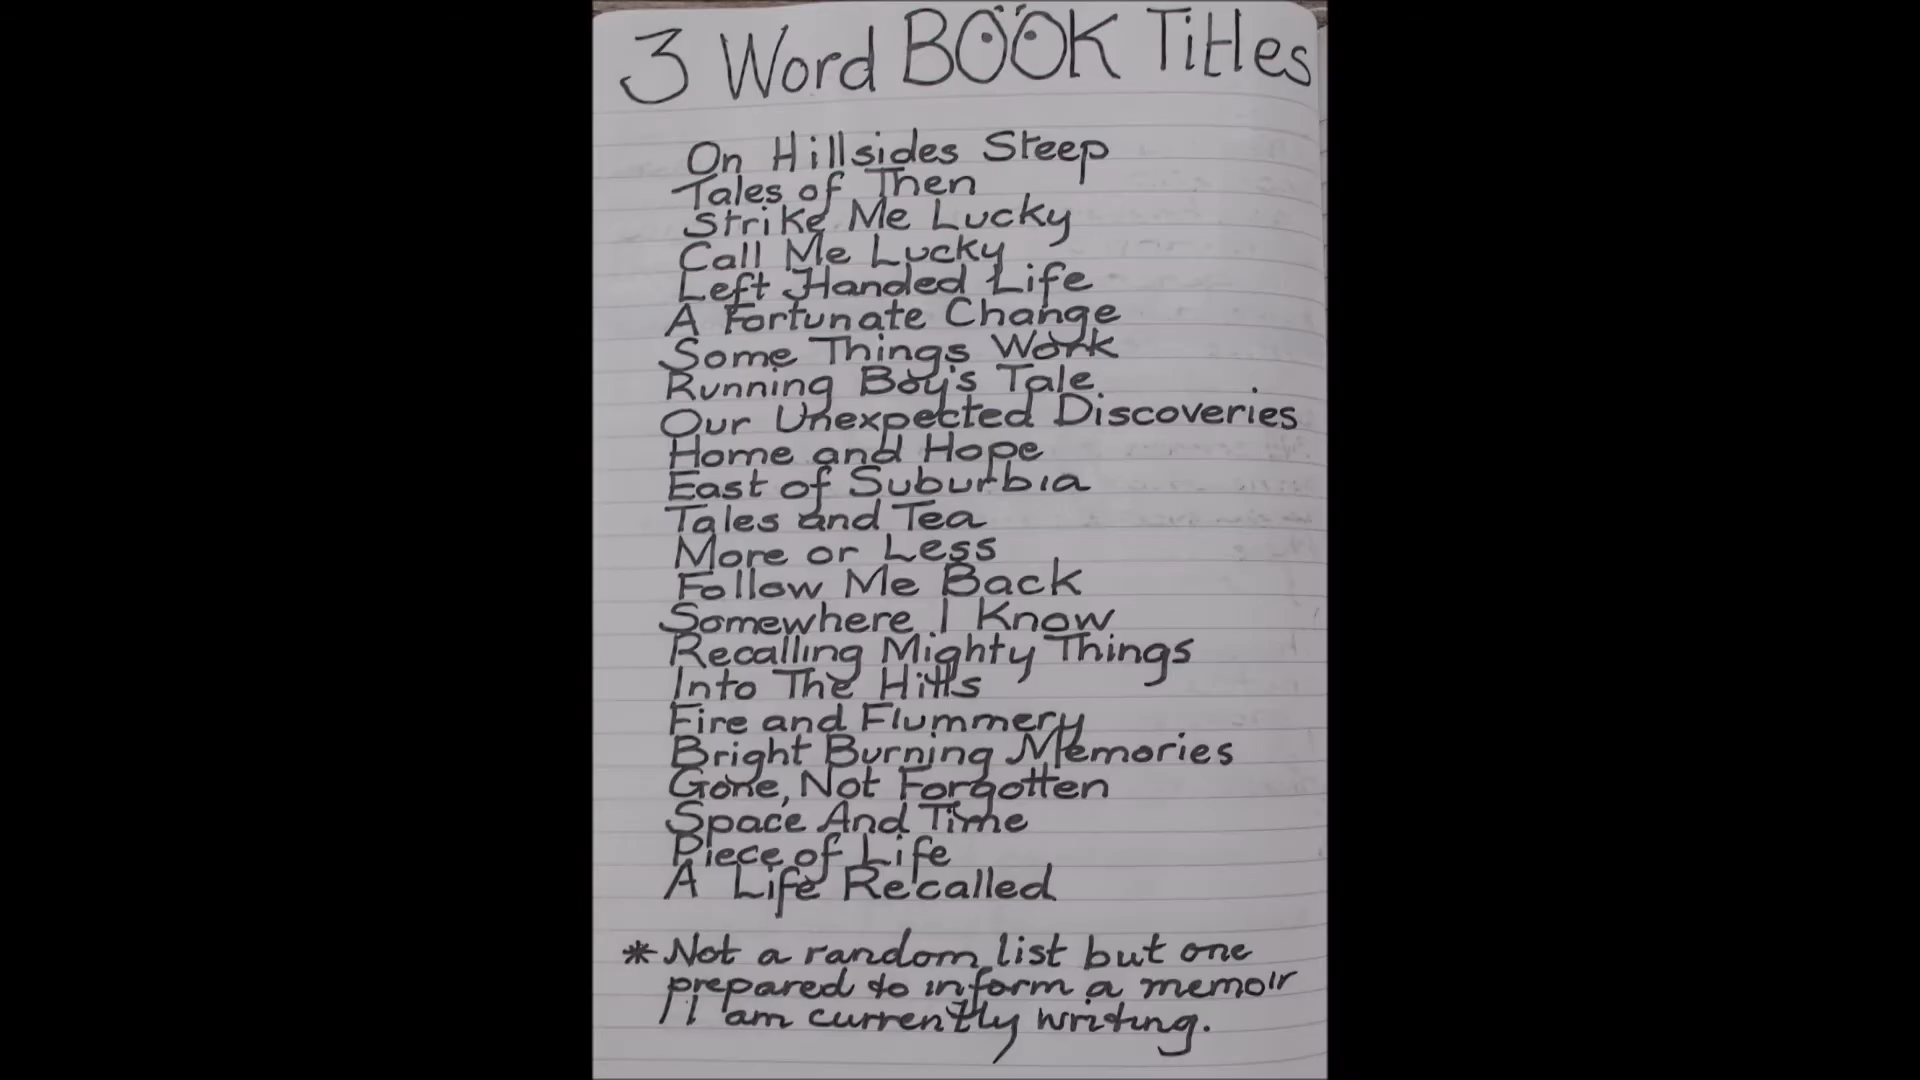 3 Word BOOK Titles
On Hillsides Steep
Tales of Then
Strike Me Lucky
Call Me Lucky
Left Handed Life
A Fortunate Change
Some Things Work
Running Boy's Tale
Our Unexpected Discoveries
Home and Hope
East of Suburbia
Tales and Tea
More or Less
Follow Me Back
Somewhere I Know
Recalling Mighty Things
Into The Hills
Fire and Flummery
Bright Burning Memories
Gone, Not Forgotten
Space And Time
Piece of Life
A Life Recalled
* Not a random list but one
prepared to inform a memoir
I am currently writing.